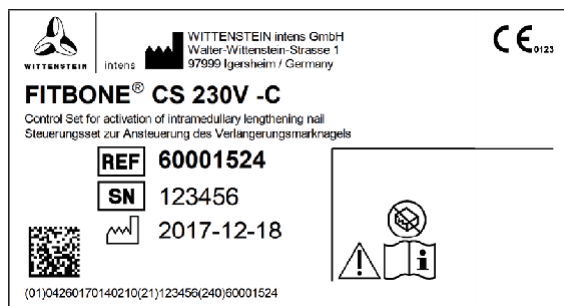 WITTENSTEIN intens GmbH
Walter-Wittenstein-Strasse 1
97999 Igersheim / Germany
WITTENSTEIN intens
CE 0123
FITBONE® CS 230V -C
Control Set for activation of intramedullary lengthening nail
Steuerungsset zur Ansteuerung des Verlängerungsmarknagels
REF 60001524
SN 123456
2017-12-18
(01)04260170140210(21)123456(240)60001524